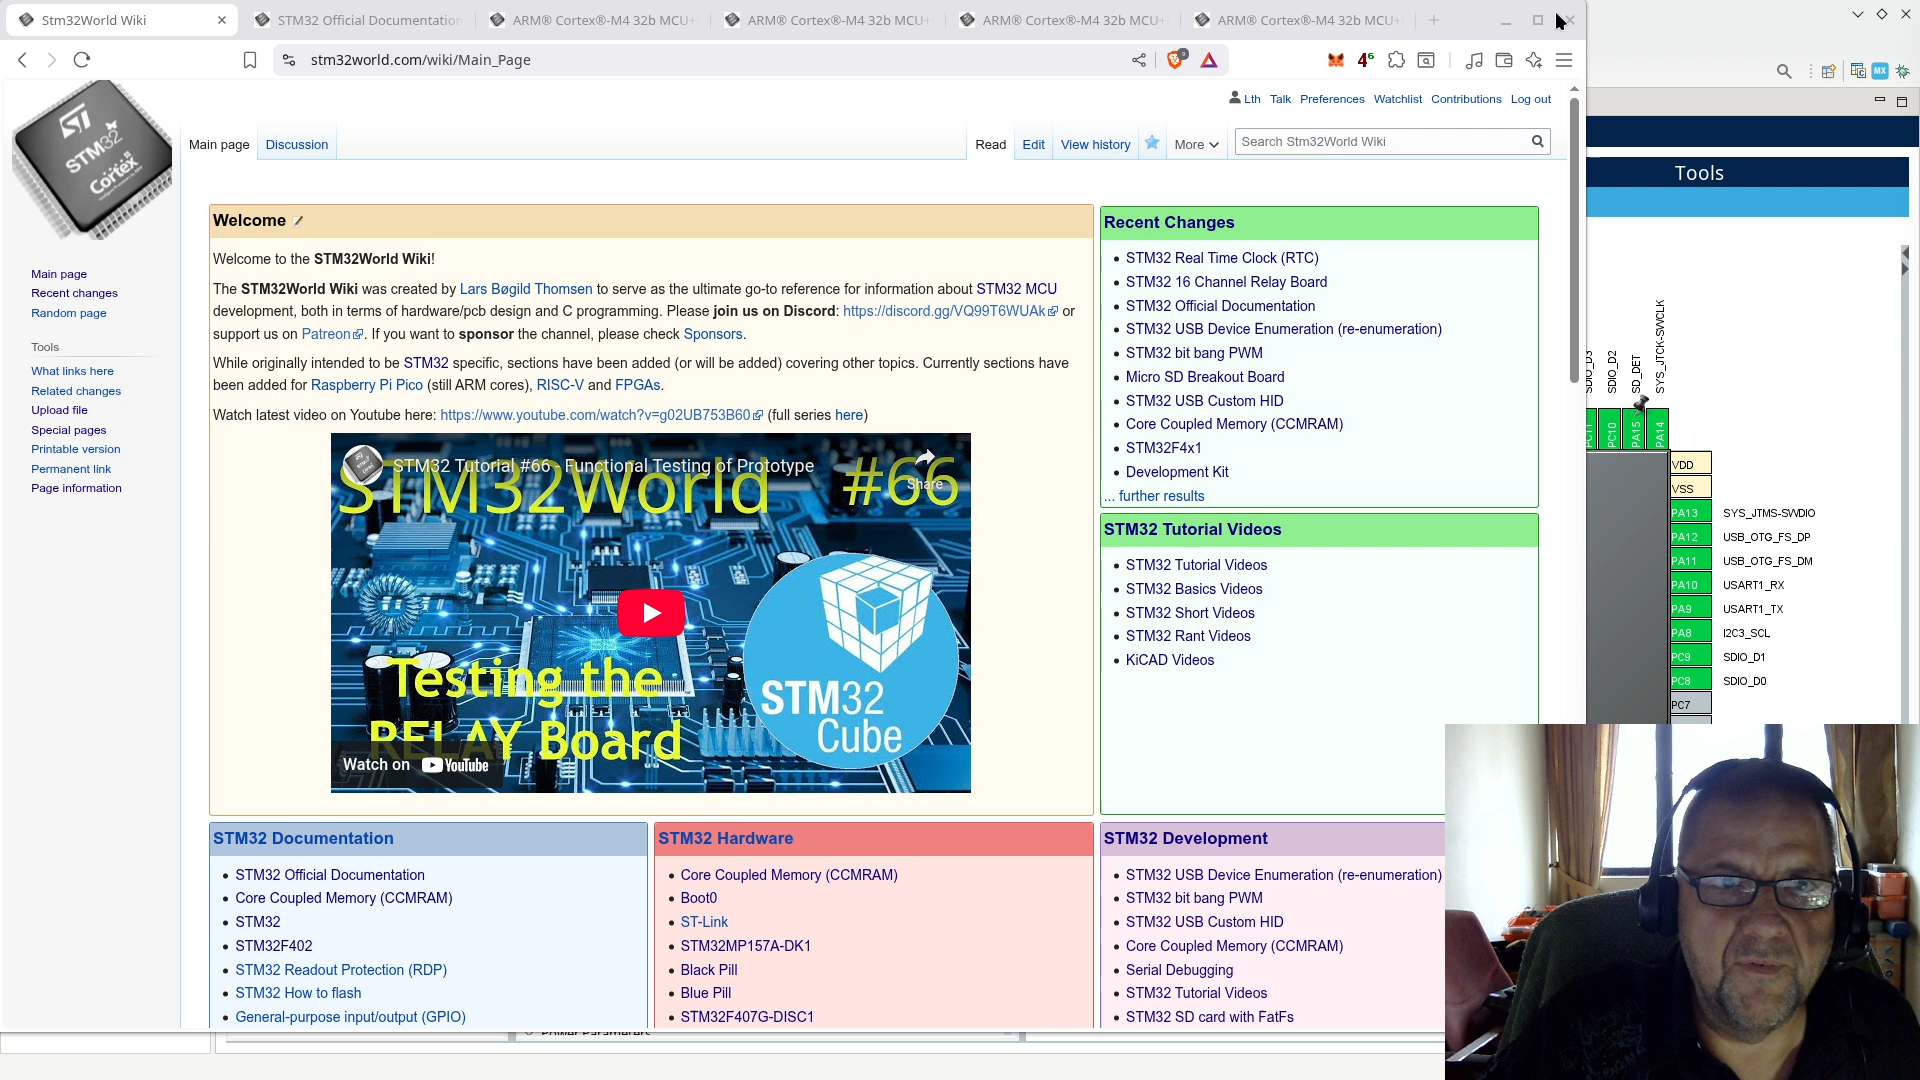 Stm32World Wiki
STM32 Official Documentation
ARM® Cortex®-M4 32b MCU+
ARM® Cortex®-M4 32b MCU+
ARM® Cortex®-M4 32b MCU+
ARM® Cortex®-M4 32b MCU+
stm32world.com/wiki/Main_Page
Lth Talk Preferences Watchlist Contributions Log out
Main page Discussion Read Edit View history More
Search Stm32World Wiki
ST
STM32
Cortex
Main page
Recent changes
Random page
Tools
What links here
Related changes
Upload file
Special pages
Printable version
Permanent link
Page information
Welcome
Welcome to the STM32World Wiki!
The STM32World Wiki was created by Lars Bøgild Thomsen to serve as the ultimate go-to reference for information about STM32 MCU
development, both in terms of hardware/pcb design and C programming. Please join us on Discord: https://discord.gg/VQ99T6WUAk or
support us on Patreon. If you want to sponsor the channel, please check Sponsors.
While originally intended to be STM32 specific, sections have been added (or will be added) covering other topics. Currently sections have
been added for Raspberry Pi Pico (still ARM cores), RISC-V and FPGAs.
Watch latest video on Youtube here: https://www.youtube.com/watch?v=g02UB753B60 (full series here)
STM32 Tutorial #66 - Functional Testing of Prototype
STM32World #66
Share
Testing the
RELAY Board
STM32
Cube
Watch on YouTube
Recent Changes
STM32 Real Time Clock (RTC)
STM32 16 Channel Relay Board
STM32 Official Documentation
STM32 USB Device Enumeration (re-enumeration)
STM32 bit bang PWM
Micro SD Breakout Board
STM32 USB Custom HID
Core Coupled Memory (CCMRAM)
STM32F4x1
Development Kit
... further results
STM32 Tutorial Videos
STM32 Tutorial Videos
STM32 Basics Videos
STM32 Short Videos
STM32 Rant Videos
KiCAD Videos
STM32 Documentation
STM32 Official Documentation
Core Coupled Memory (CCMRAM)
STM32
STM32F402
STM32 Readout Protection (RDP)
STM32 How to flash
General-purpose input/output (GPIO)
STM32 Hardware
Core Coupled Memory (CCMRAM)
Boot0
ST-Link
STM32MP157A-DK1
Black Pill
Blue Pill
STM32F407G-DISC1
STM32 Development
STM32 USB Device Enumeration (re-enumeration)
STM32 bit bang PWM
STM32 USB Custom HID
Core Coupled Memory (CCMRAM)
Serial Debugging
STM32 Tutorial Videos
STM32 SD card with FatFs
MX
Tools
SDIO_D3
SDIO_D2
SD_DET
SYS_JTCK-SWCLK
PC11
PC10
PA15
PA14
VDD
VSS
PA13 SYS_JTMS-SWDIO
PA12 USB_OTG_FS_DP
PA11 USB_OTG_FS_DM
PA10 USART1_RX
PA9 USART1_TX
PA8 I2C3_SCL
PC9 SDIO_D1
PC8 SDIO_D0
PC7